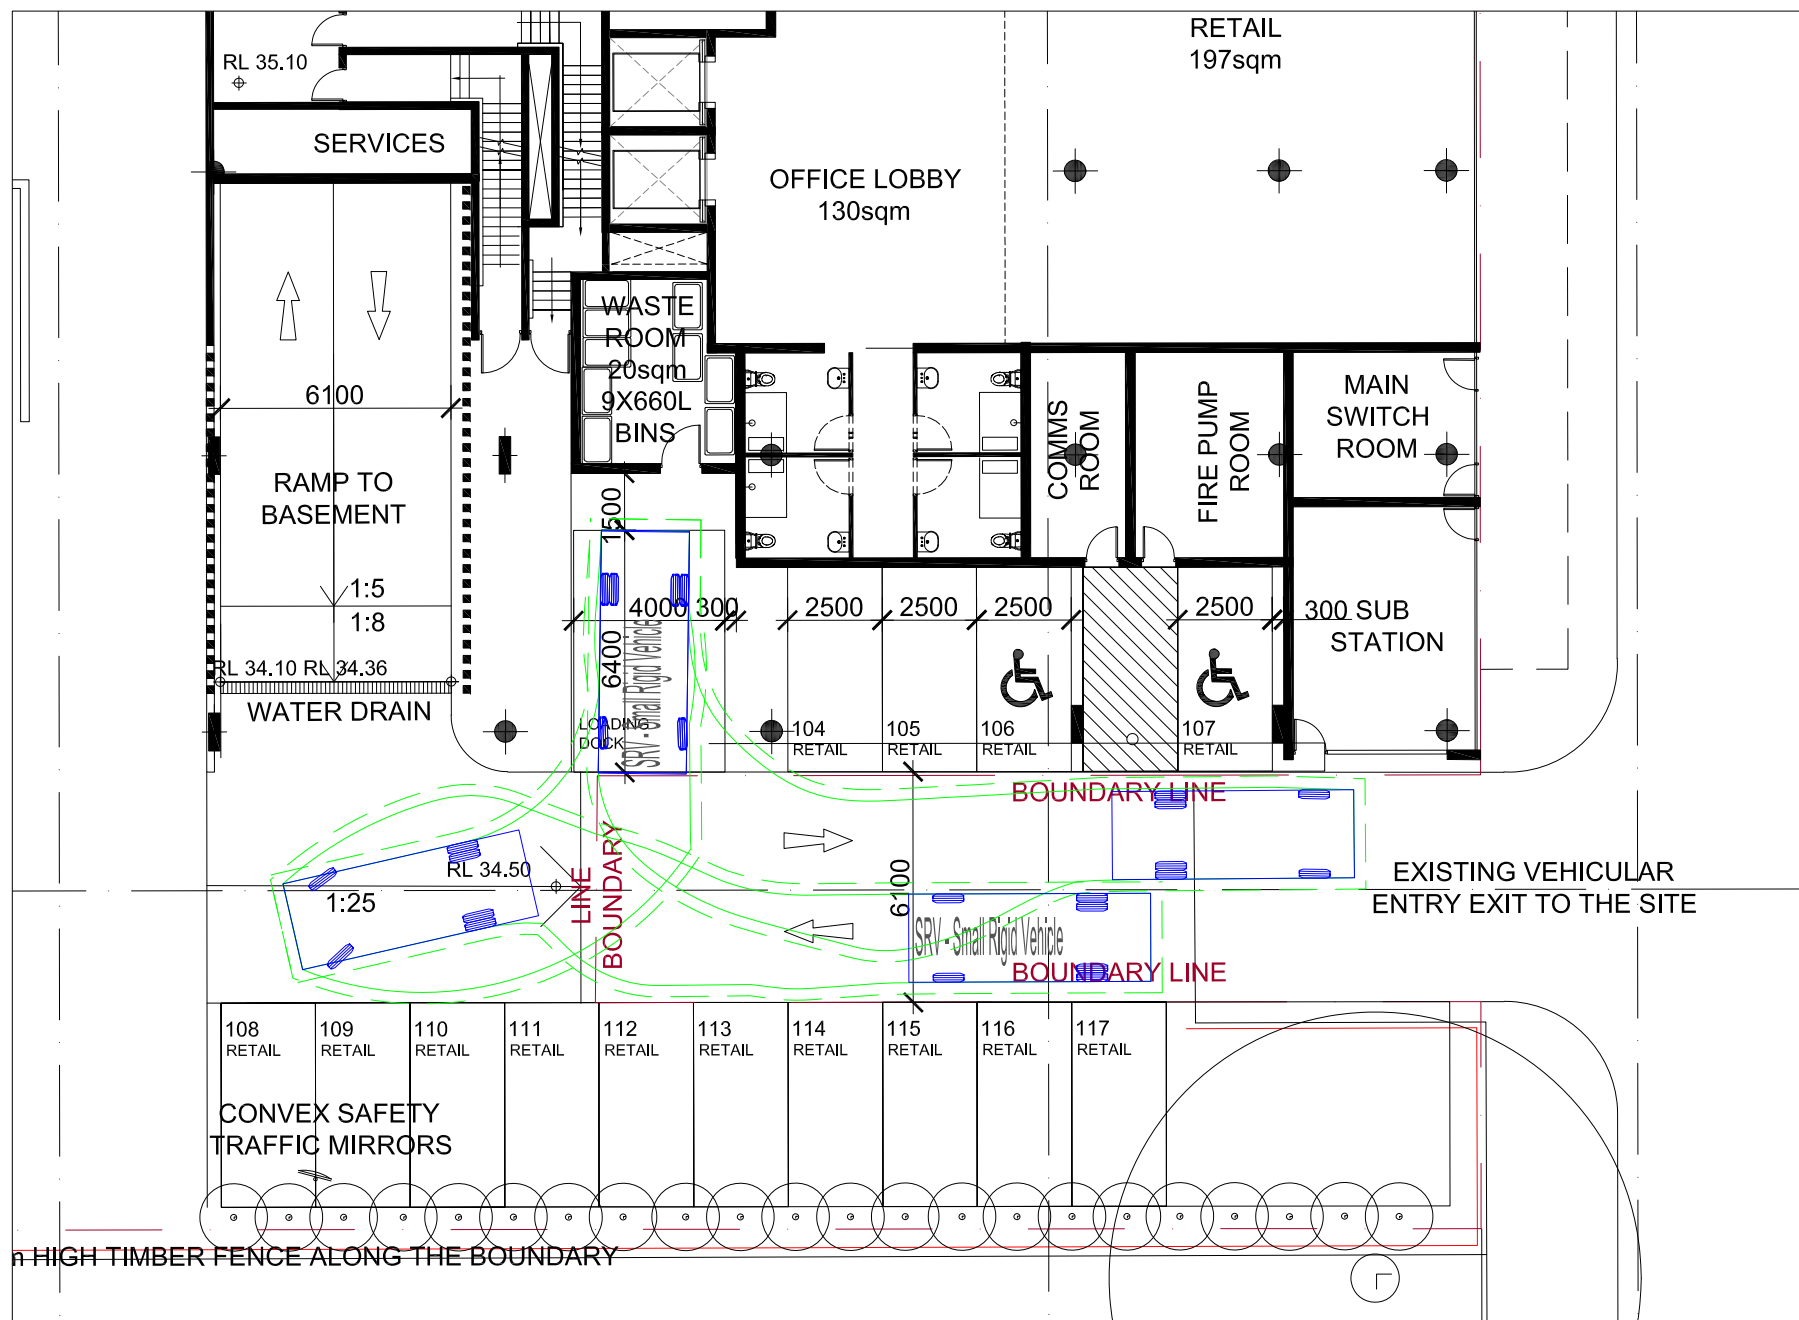 RETAIL
197sqm
RL 35.10
SERVICES
OFFICE LOBBY
130sqm
WASTE
ROOM
20sqm
9X660L
BINS
6100
MAIN
SWITCH
ROOM
COMMS
ROOM
FIRE PUMP
ROOM
RAMP TO
BASEMENT
1500
1:5
1:8
4000
300
2500
2500
2500
2500
300
SUB
STATION
6400
SRV - Small Rigid Vehicle
RL 34.10
RL 34.36
WATER DRAIN
LOADING
DOCK
104
RETAIL
105
RETAIL
106
RETAIL
107
RETAIL
BOUNDARY LINE
RL 34.50
1:25
BOUNDARY
LINE
6100
EXISTING VEHICULAR
ENTRY EXIT TO THE SITE
SRV - Small Rigid Vehicle
BOUNDARY LINE
108
RETAIL
109
RETAIL
110
RETAIL
111
RETAIL
112
RETAIL
113
RETAIL
114
RETAIL
115
RETAIL
116
RETAIL
117
RETAIL
CONVEX SAFETY
TRAFFIC MIRRORS
HIGH TIMBER FENCE ALONG THE BOUNDARY